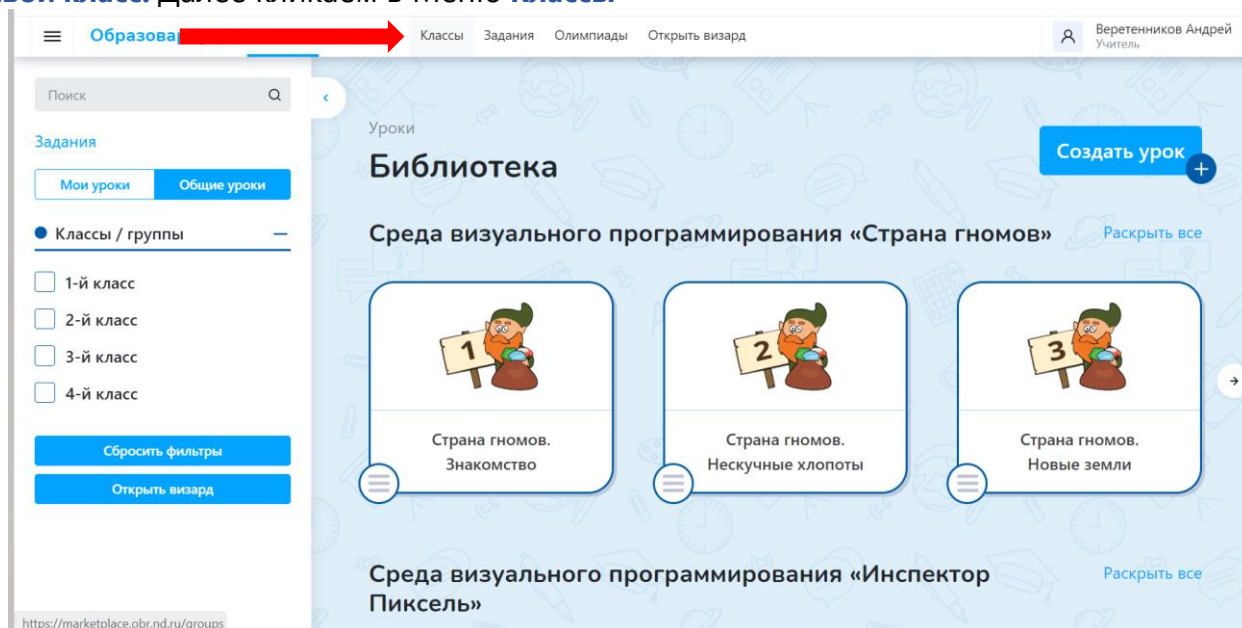 класс. Далее кликаем в меню Классы
Образова
Классы Задания Олимпиады Открыть визард
Веретенников Андрей
Учитель
Поиск
Задания
Мои уроки Общие уроки
Классы / группы
1-й класс
2-й класс
3-й класс
4-й класс
Сбросить фильтры
Открыть визард
Уроки
Библиотека
Создать урок
Среда визуального программирования «Страна гномов» Раскрыть все
1
2
3
Страна гномов.
Знакомство
Страна гномов.
Нескучные хлопоты
Страна гномов.
Новые земли
Среда визуального программирования «Инспектор
Пиксель»
Раскрыть все
https://marketplace.obr.nd.ru/groups